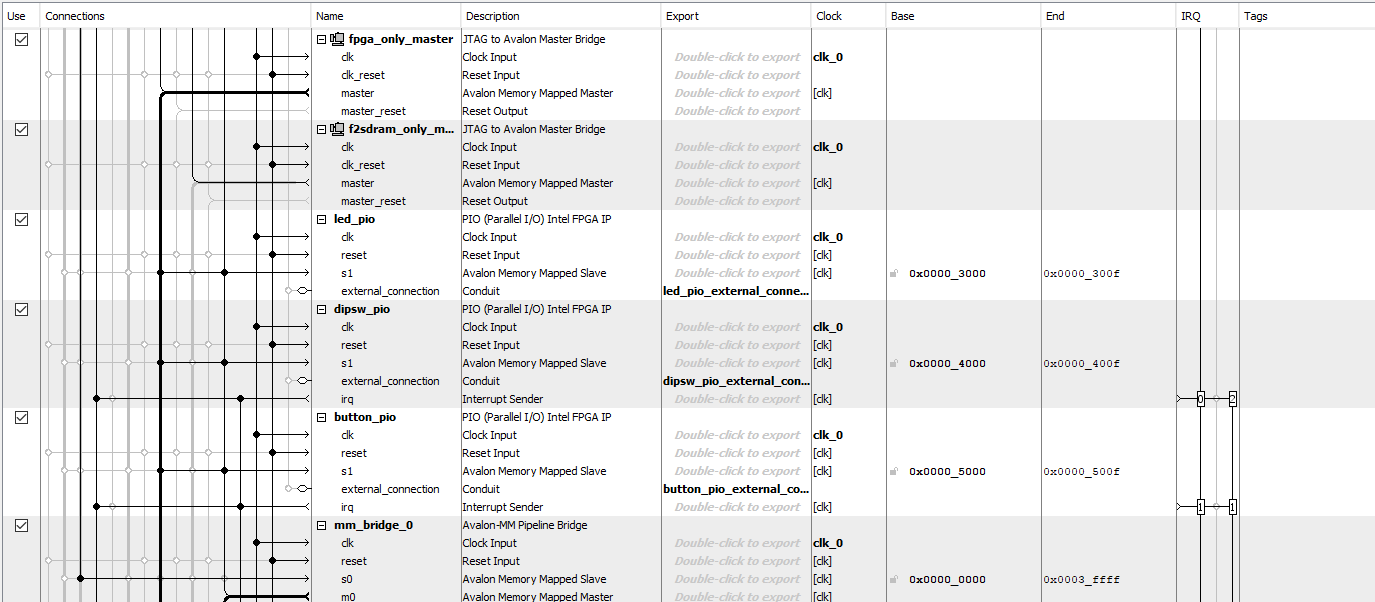 Use Connections Name Description Export Clock Base End IRQ Tags
fpga_only_master JTAG to Avalon Master Bridge
clk Clock Input Double-click to export clk_0
clk_reset Reset Input Double-click to export
master Avalon Memory Mapped Master Double-click to export [clk]
master_reset Reset Output Double-click to export
f2sdram_only_m... JTAG to Avalon Master Bridge
clk Clock Input Double-click to export clk_0
clk_reset Reset Input Double-click to export
master Avalon Memory Mapped Master Double-click to export [clk]
master_reset Reset Output Double-click to export
led_pio PIO (Parallel I/O) Intel FPGA IP
clk Clock Input Double-click to export clk_0
reset Reset Input Double-click to export [clk]
s1 Avalon Memory Mapped Slave Double-click to export [clk] 0x0000_3000 0x0000_300f
external_connection Conduit led_pio_external_conne...
dipsw_pio PIO (Parallel I/O) Intel FPGA IP
clk Clock Input Double-click to export clk_0
reset Reset Input Double-click to export [clk]
s1 Avalon Memory Mapped Slave Double-click to export [clk] 0x0000_4000 0x0000_400f
external_connection Conduit dipsw_pio_external_con...
irq Interrupt Sender Double-click to export [clk] 0 2
button_pio PIO (Parallel I/O) Intel FPGA IP
clk Clock Input Double-click to export clk_0
reset Reset Input Double-click to export [clk]
s1 Avalon Memory Mapped Slave Double-click to export [clk] 0x0000_5000 0x0000_500f
external_connection Conduit button_pio_external_co...
irq Interrupt Sender Double-click to export [clk] 1 1
mm_bridge_0 Avalon-MM Pipeline Bridge
clk Clock Input Double-click to export clk_0
reset Reset Input Double-click to export [clk]
s0 Avalon Memory Mapped Slave Double-click to export [clk] 0x0000_0000 0x0003_ffff
m0 Avalon Memory Mapped Master Double-click to export [clk]